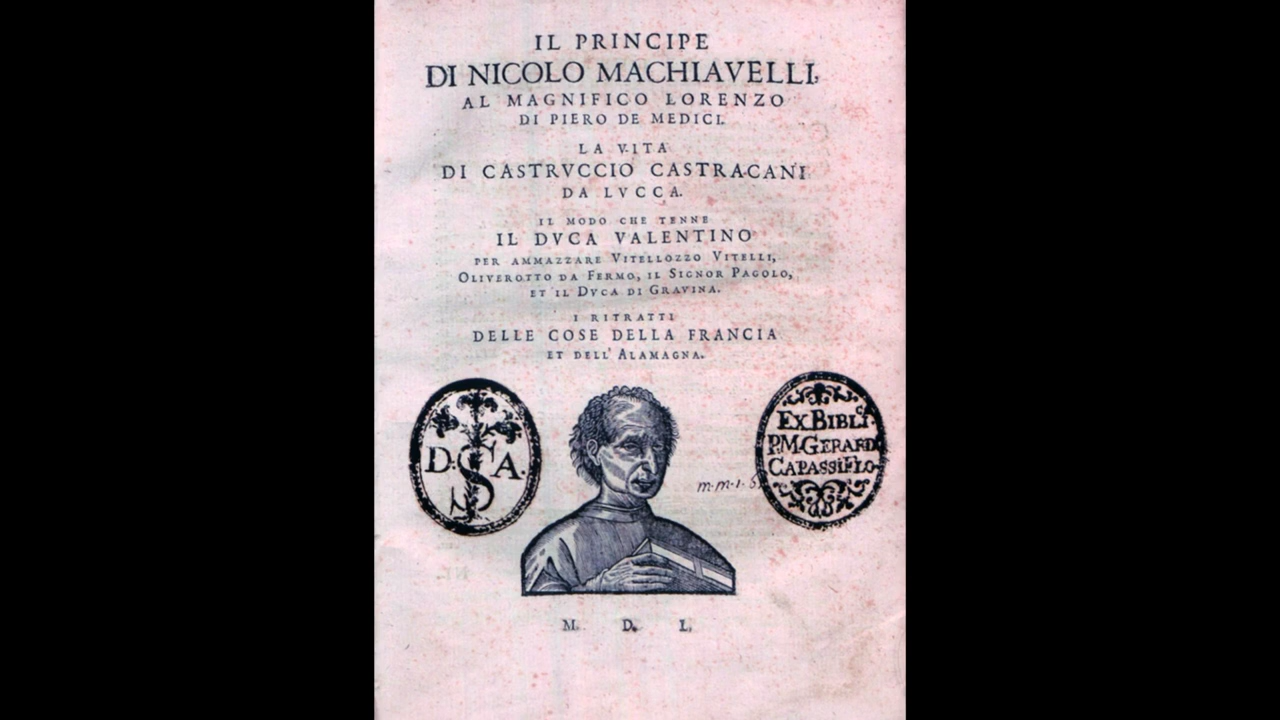 IL PRINCIPE
DI NICOLO MACHIAVELLI,
AL MAGNIFICO LORENZO
DI PIERO DE MEDICI.
LA VITA
DI CASTRVCCIO CASTRACANI
DA LVCCA.
IL MODO CHE TENNE
IL DVCA VALENTINO
PER AMMAZZARE VITELLOZZO VITELLI,
OLIVEROTTO DA FERMO, IL SIGNOR PAGOLO,
ET IL DVCA DI GRAVINA.
I RITRATTI
DELLE COSE DELLA FRANCIA
ET DELL' ALAMAGNA.
D. S A.
EX BIBL.
P.M.GERARD
CAPASSI FLO
m.m.1.
M. D. L.